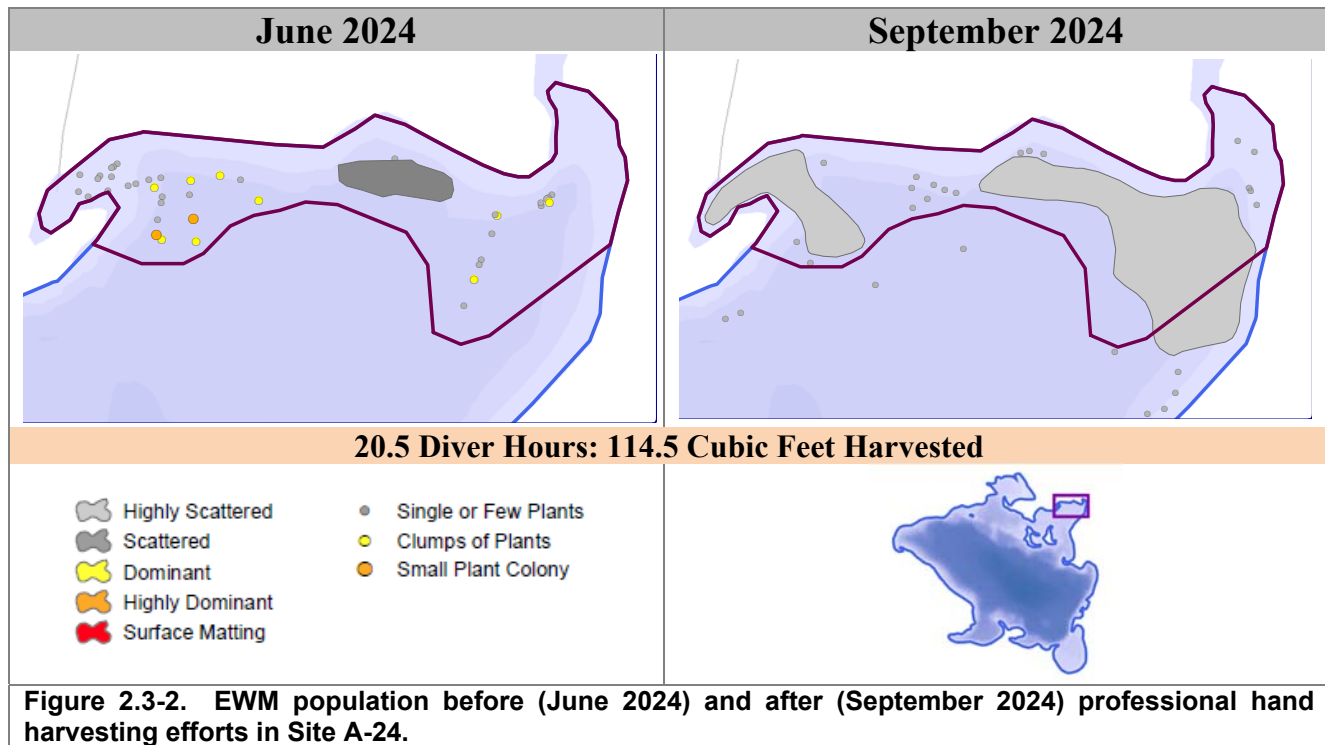 June 2024
September 2024
20.5 Diver Hours: 114.5 Cubic Feet Harvested
Highly Scattered
Scattered
Dominant
Highly Dominant
Surface Matting
Single or Few Plants
Clumps of Plants
Small Plant Colony
Figure 2.3-2. EWM population before (June 2024) and after (September 2024) professional hand
harvesting efforts in Site A-24.